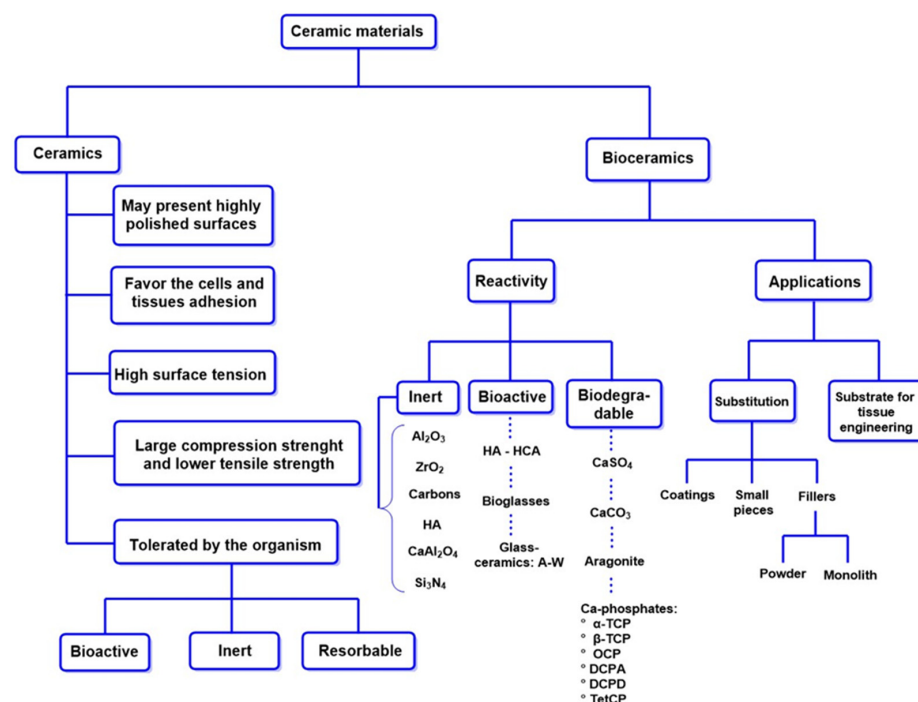 Ceramic materials
Ceramics
May present highly
polished surfaces
Favor the cells and
tissues adhesion
High surface tension
Large compression strenght
and lower tensile strength
Tolerated by the organism
Bioactive
Inert
Resorbable
Bioceramics
Reactivity
Inert
Al₂O₃
ZrO₂
Carbons
HA
CaAl₂O₄
Si₃N₄
Bioactive
HA - HCA
Bioglasses
Glass-
ceramics: A-W
Biodegra-
dable
CaSO₄
CaCO₃
Aragonite
Ca-phosphates:
° α-TCP
° β-TCP
° OCP
° DCPA
° DCPD
° TetCP
Applications
Substitution
Coatings
Small
pieces
Fillers
Powder
Monolith
Substrate for
tissue
engineering